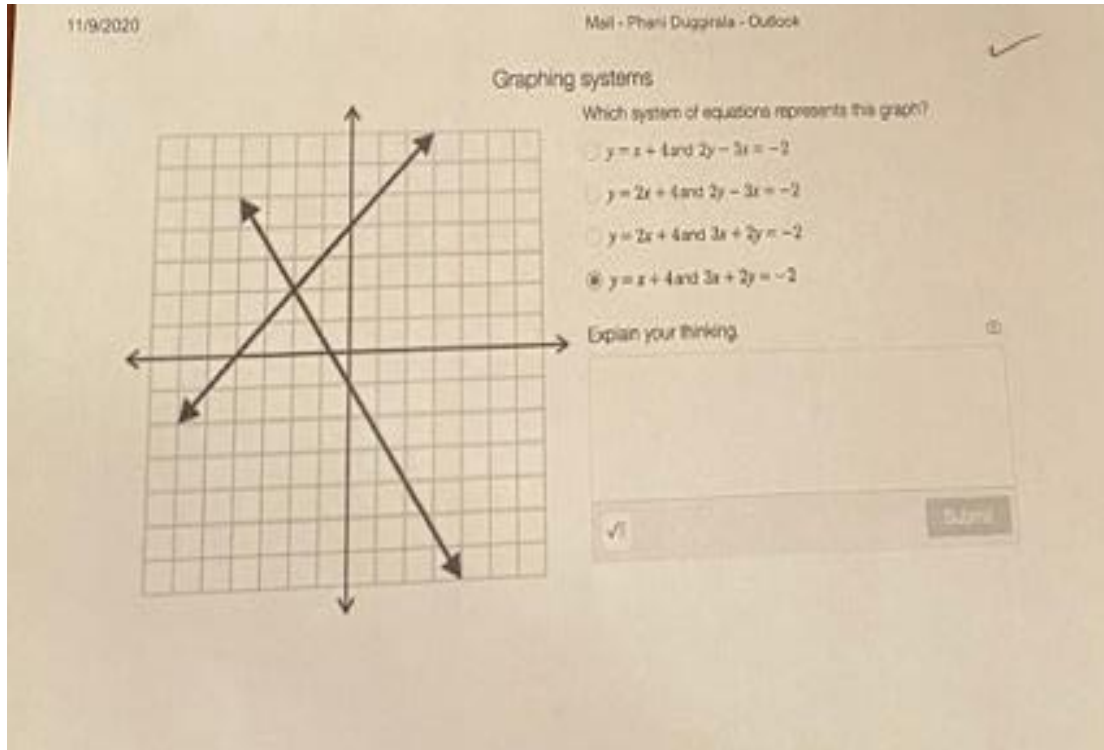 11/9/2020
Mail - Phani Duggirala - Outlook
Graphing systems
Which system of equations represents this graph?
y = x + 4 and 2y − 3x = −2
y = 2x + 4 and 2y − 3x = −2
y = 2x + 4 and 3x + 2y = −2
y = x + 4 and 3x + 2y = −2
Explain your thinking.
Submit